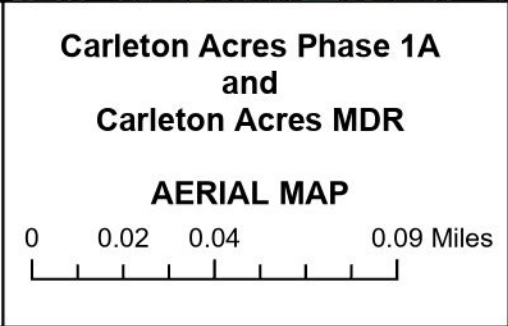 Carleton Acres Phase 1A
and
Carleton Acres MDR
AERIAL MAP
0 0.02 0.04 0.09 Miles